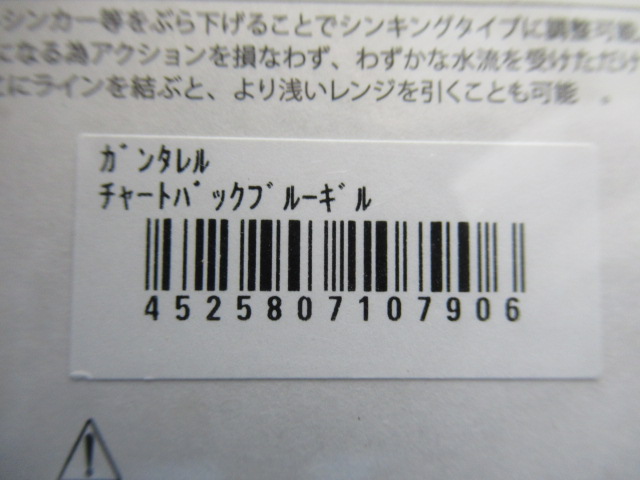 シンカー等をぶら下げることでシンキングタイプに調整可能
になる為アクションを損なわず、わずかな水流を受けただけ
にラインを結ぶと、より浅いレンジを引くことも可能 。
ガンタレル
チャートバックブルーギル
4525807107906